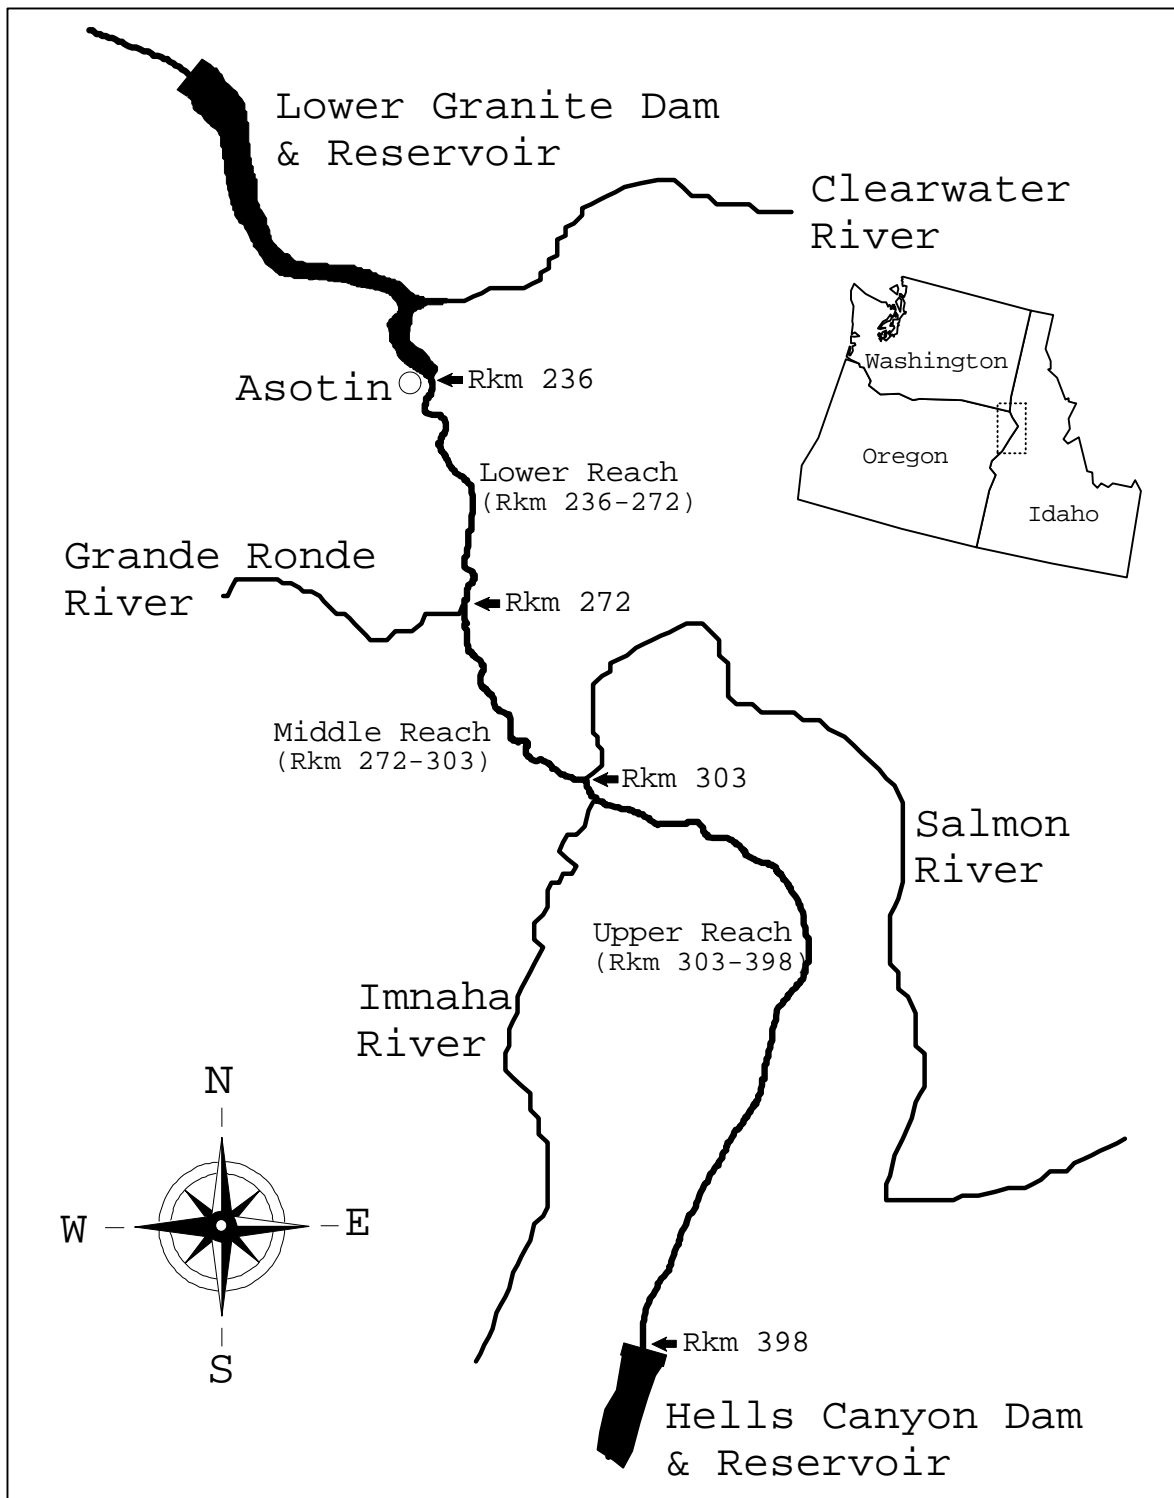 Lower Granite Dam
& Reservoir
Clearwater
River
Washington
Oregon
Idaho
Asotin
Rkm 236
Lower Reach
(Rkm 236-272)
Grande Ronde
River
Rkm 272
Middle Reach
(Rkm 272-303)
Rkm 303
Salmon
River
Upper Reach
(Rkm 303-398)
Imnaha
River
N
W
E
S
Rkm 398
Hells Canyon Dam
& Reservoir